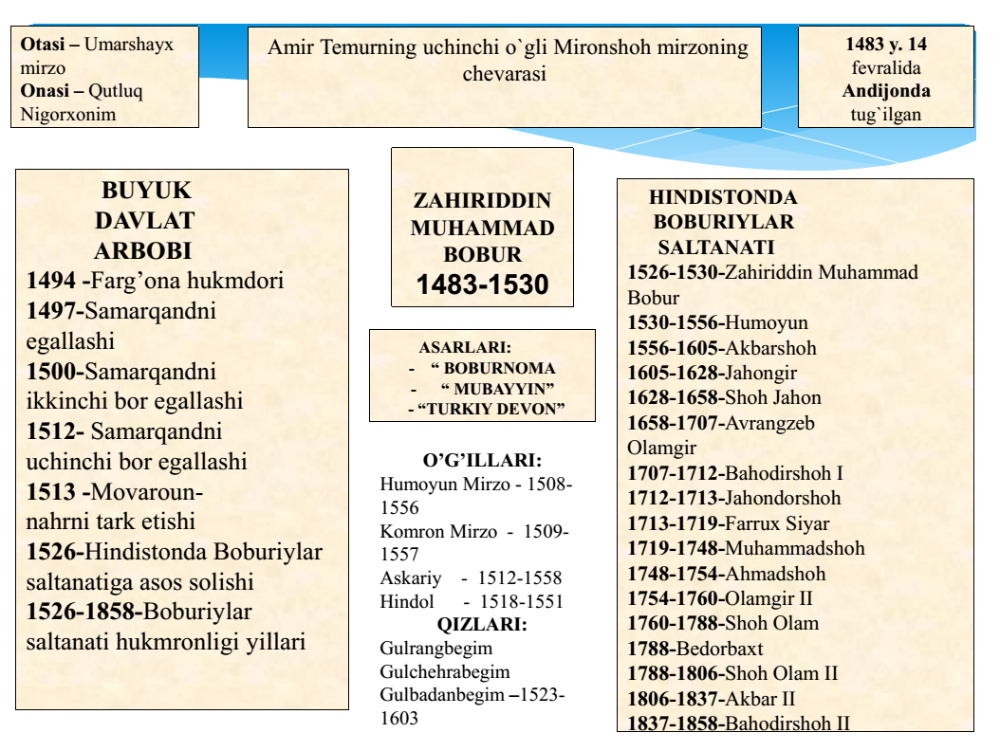 Otasi – Umarshayx
mirzo
Onasi – Qutluq
Nigorxonim
Amir Temurning uchinchi o`gli Mironshoh mirzoning
chevarasi
1483 y. 14
fevralida
Andijonda
tug`ilgan
BUYUK
DAVLAT
ARBOBI
1494 -Farg’ona hukmdori
1497-Samarqandni
egallashi
1500-Samarqandni
ikkinchi bor egallashi
1512- Samarqandni
uchinchi bor egallashi
1513 -Movaroun-
nahrni tark etishi
1526-Hindistonda Boburiylar
saltanatiga asos solishi
1526-1858-Boburiylar
saltanati hukmronligi yillari
ZAHIRIDDIN
MUHAMMAD
BOBUR
1483-1530
ASARLARI:
- “ BOBURNOMA
- “ MUBAYYIN”
- “TURKIY DEVON”
O’G’ILLARI:
Humoyun Mirzo - 1508-
1556
Komron Mirzo - 1509-
1557
Askariy - 1512-1558
Hindol - 1518-1551
QIZLARI:
Gulrangbegim
Gulchehrabegim
Gulbadanbegim –1523-
1603
HINDISTONDA
BOBURIYLAR
SALTANATI
1526-1530-Zahiriddin Muhammad
Bobur
1530-1556-Humoyun
1556-1605-Akbarshoh
1605-1628-Jahongir
1628-1658-Shoh Jahon
1658-1707-Avrangzeb
Olamgir
1707-1712-Bahodirshoh I
1712-1713-Jahondorshoh
1713-1719-Farrux Siyar
1719-1748-Muhammadshoh
1748-1754-Ahmadshoh
1754-1760-Olamgir II
1760-1788-Shoh Olam
1788-Bedorbaxt
1788-1806-Shoh Olam II
1806-1837-Akbar II
1837-1858-Bahodirshoh II